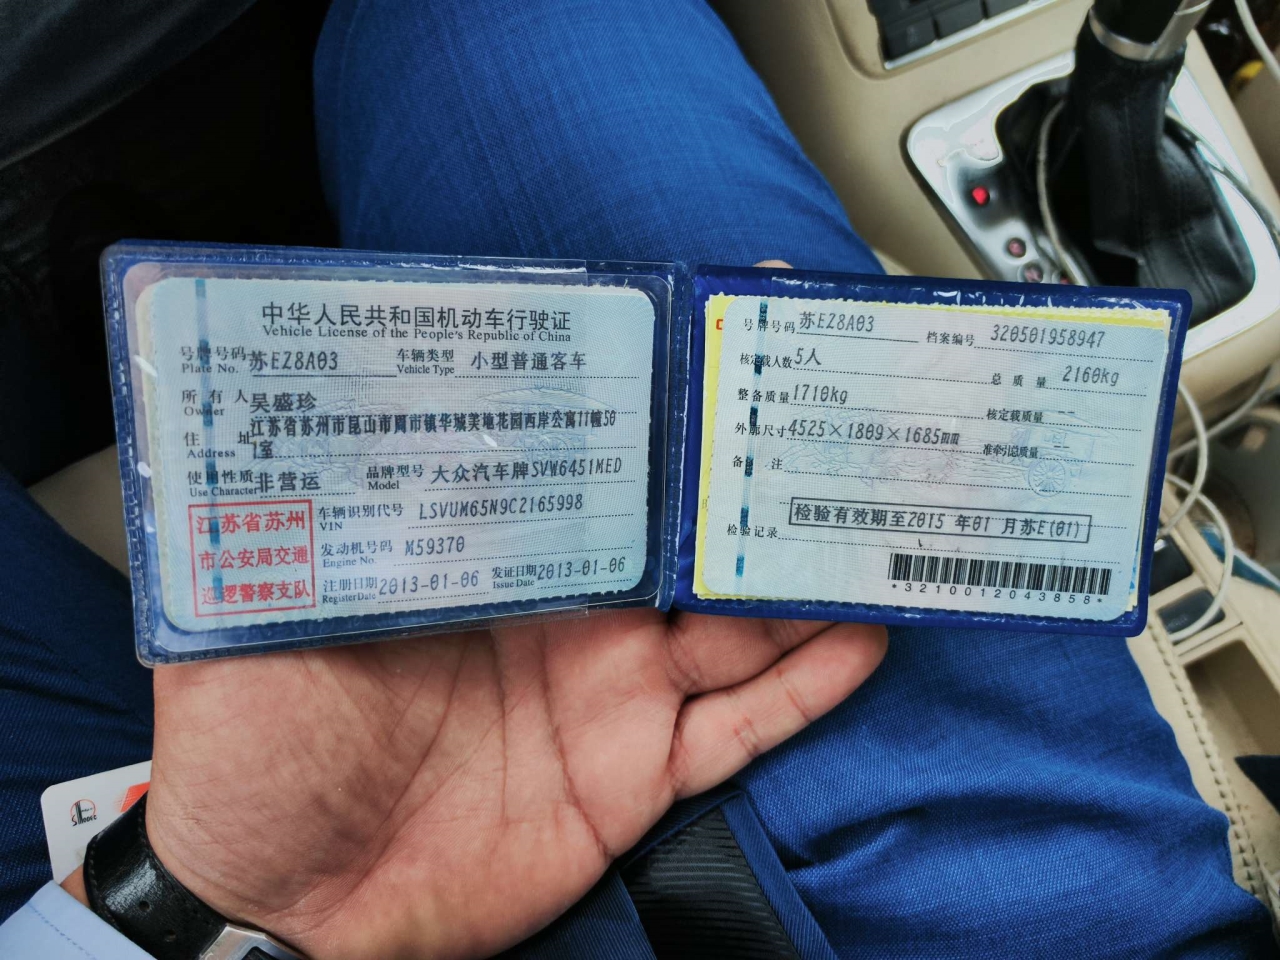 中华人民共和国机动车行驶证
Vehicle License of the People's Republic of China
号牌号码 苏EZ8A03 车辆类型 小型普通客车
Plate No. Vehicle Type
所有人 吴盛珍
Owner
住址 江苏省苏州市昆山市周市镇华城美地花园西岸公寓11幢50
Address 1室
使用性质 非营运 品牌型号 大众汽车牌SVW6451MED
Use Character Model
江苏省苏州
市公安局交通
巡逻警察支队
车辆识别代号 LSVUM65N9C2165998
VIN
发动机号码 M59370
Engine No.
注册日期 2013-01-06 发证日期 2013-01-06
Register Date Issue Date
号牌号码 苏EZ8A03 档案编号 320501958947
核定载人数 5人 总质量 2160kg
整备质量 1710kg 核定载质量
外廓尺寸 4525×1809×1685mm 准牵引总质量
备注
检验有效期至2015 年01 月苏E(01)
检验记录
*3210012043858*